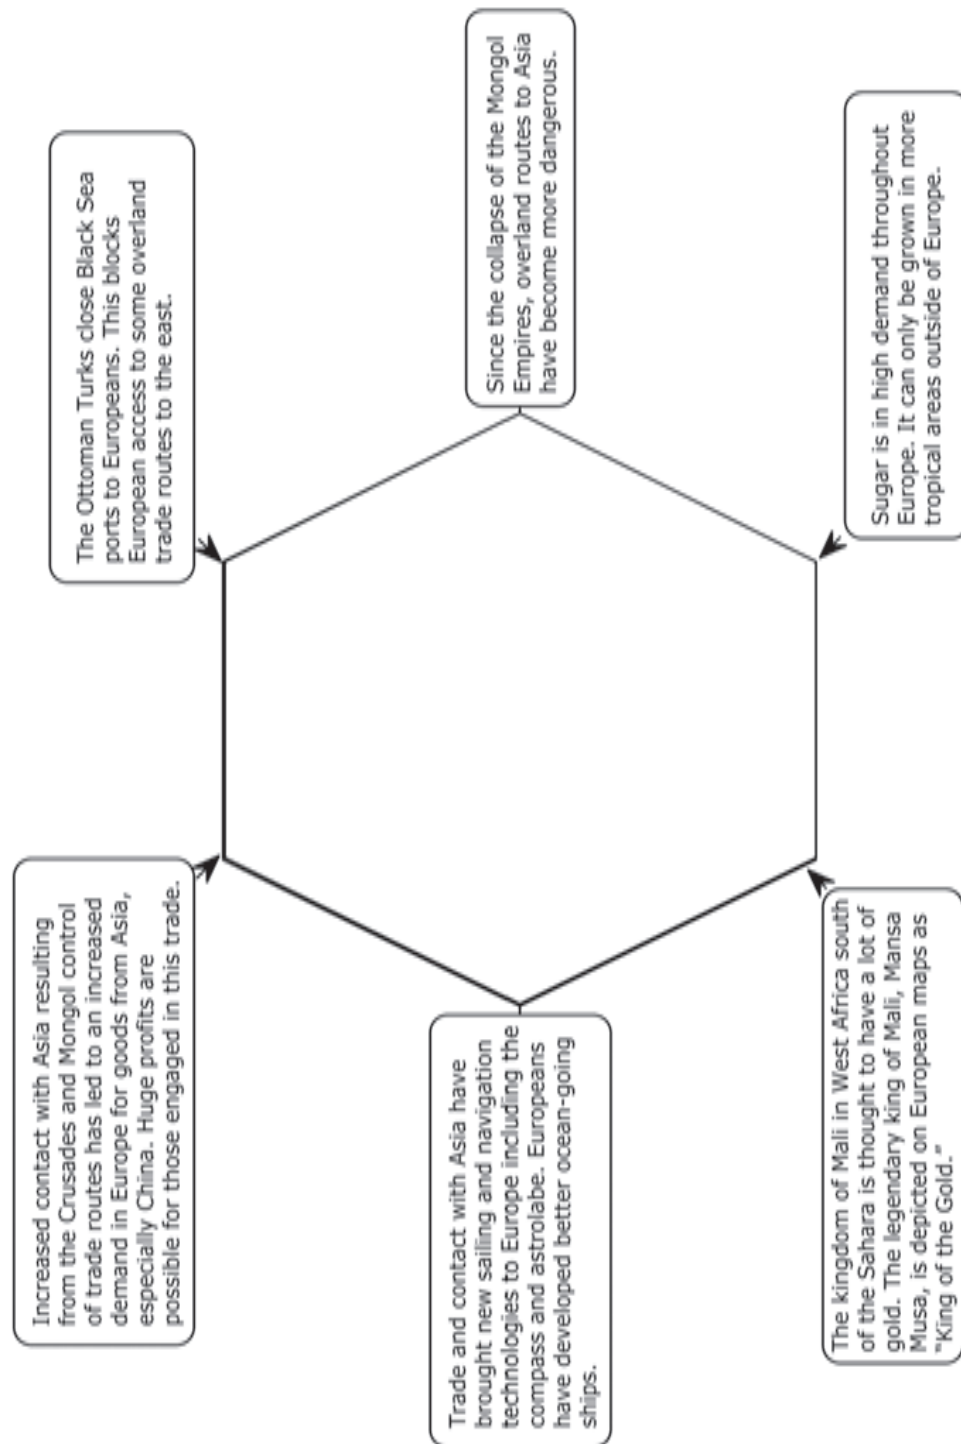 Increased contact with Asia resulting
from the Crusades and Mongol control
of trade routes has led to an increased
demand in Europe for goods from Asia,
especially China. Huge profits are
possible for those engaged in this trade.
The Ottoman Turks close Black Sea
ports to Europeans. This blocks
European access to some overland
trade routes to the east.
Trade and contact with Asia have
brought new sailing and navigation
technologies to Europe including the
compass and astrolabe. Europeans
have developed better ocean-going
ships.
Since the collapse of the Mongol
Empires, overland routes to Asia
have become more dangerous.
The kingdom of Mali in West Africa south
of the Sahara is thought to have a lot of
gold. The legendary king of Mali, Mansa
Musa, is depicted on European maps as
“King of the Gold.”
Sugar is in high demand throughout
Europe. It can only be grown in more
tropical areas outside of Europe.